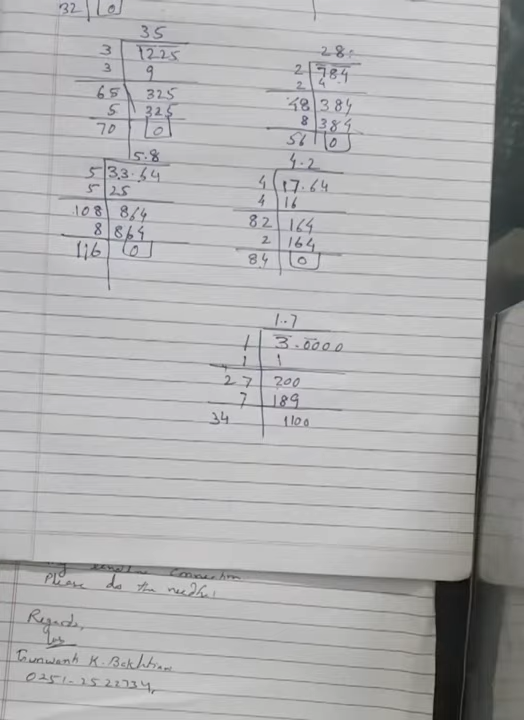 32 | 0
35
3 | 1225
3 | 9
65 | 325
5 | 325
70 | 0
28
2 | 784
2 | 4
48 | 384
8 | 384
56 | 0
5.8
5 | 33.64
5 | 25
108 | 864
8 | 864
116 | 0
4.2
4 | 17.64
4 | 16
82 | 164
2 | 164
84 | 0
1.7
1 | 3.0000
1 | 1
27 | 200
7 | 189
34 | 1100
connection
Please do the needful
Regards,
K.
0251-2522734,